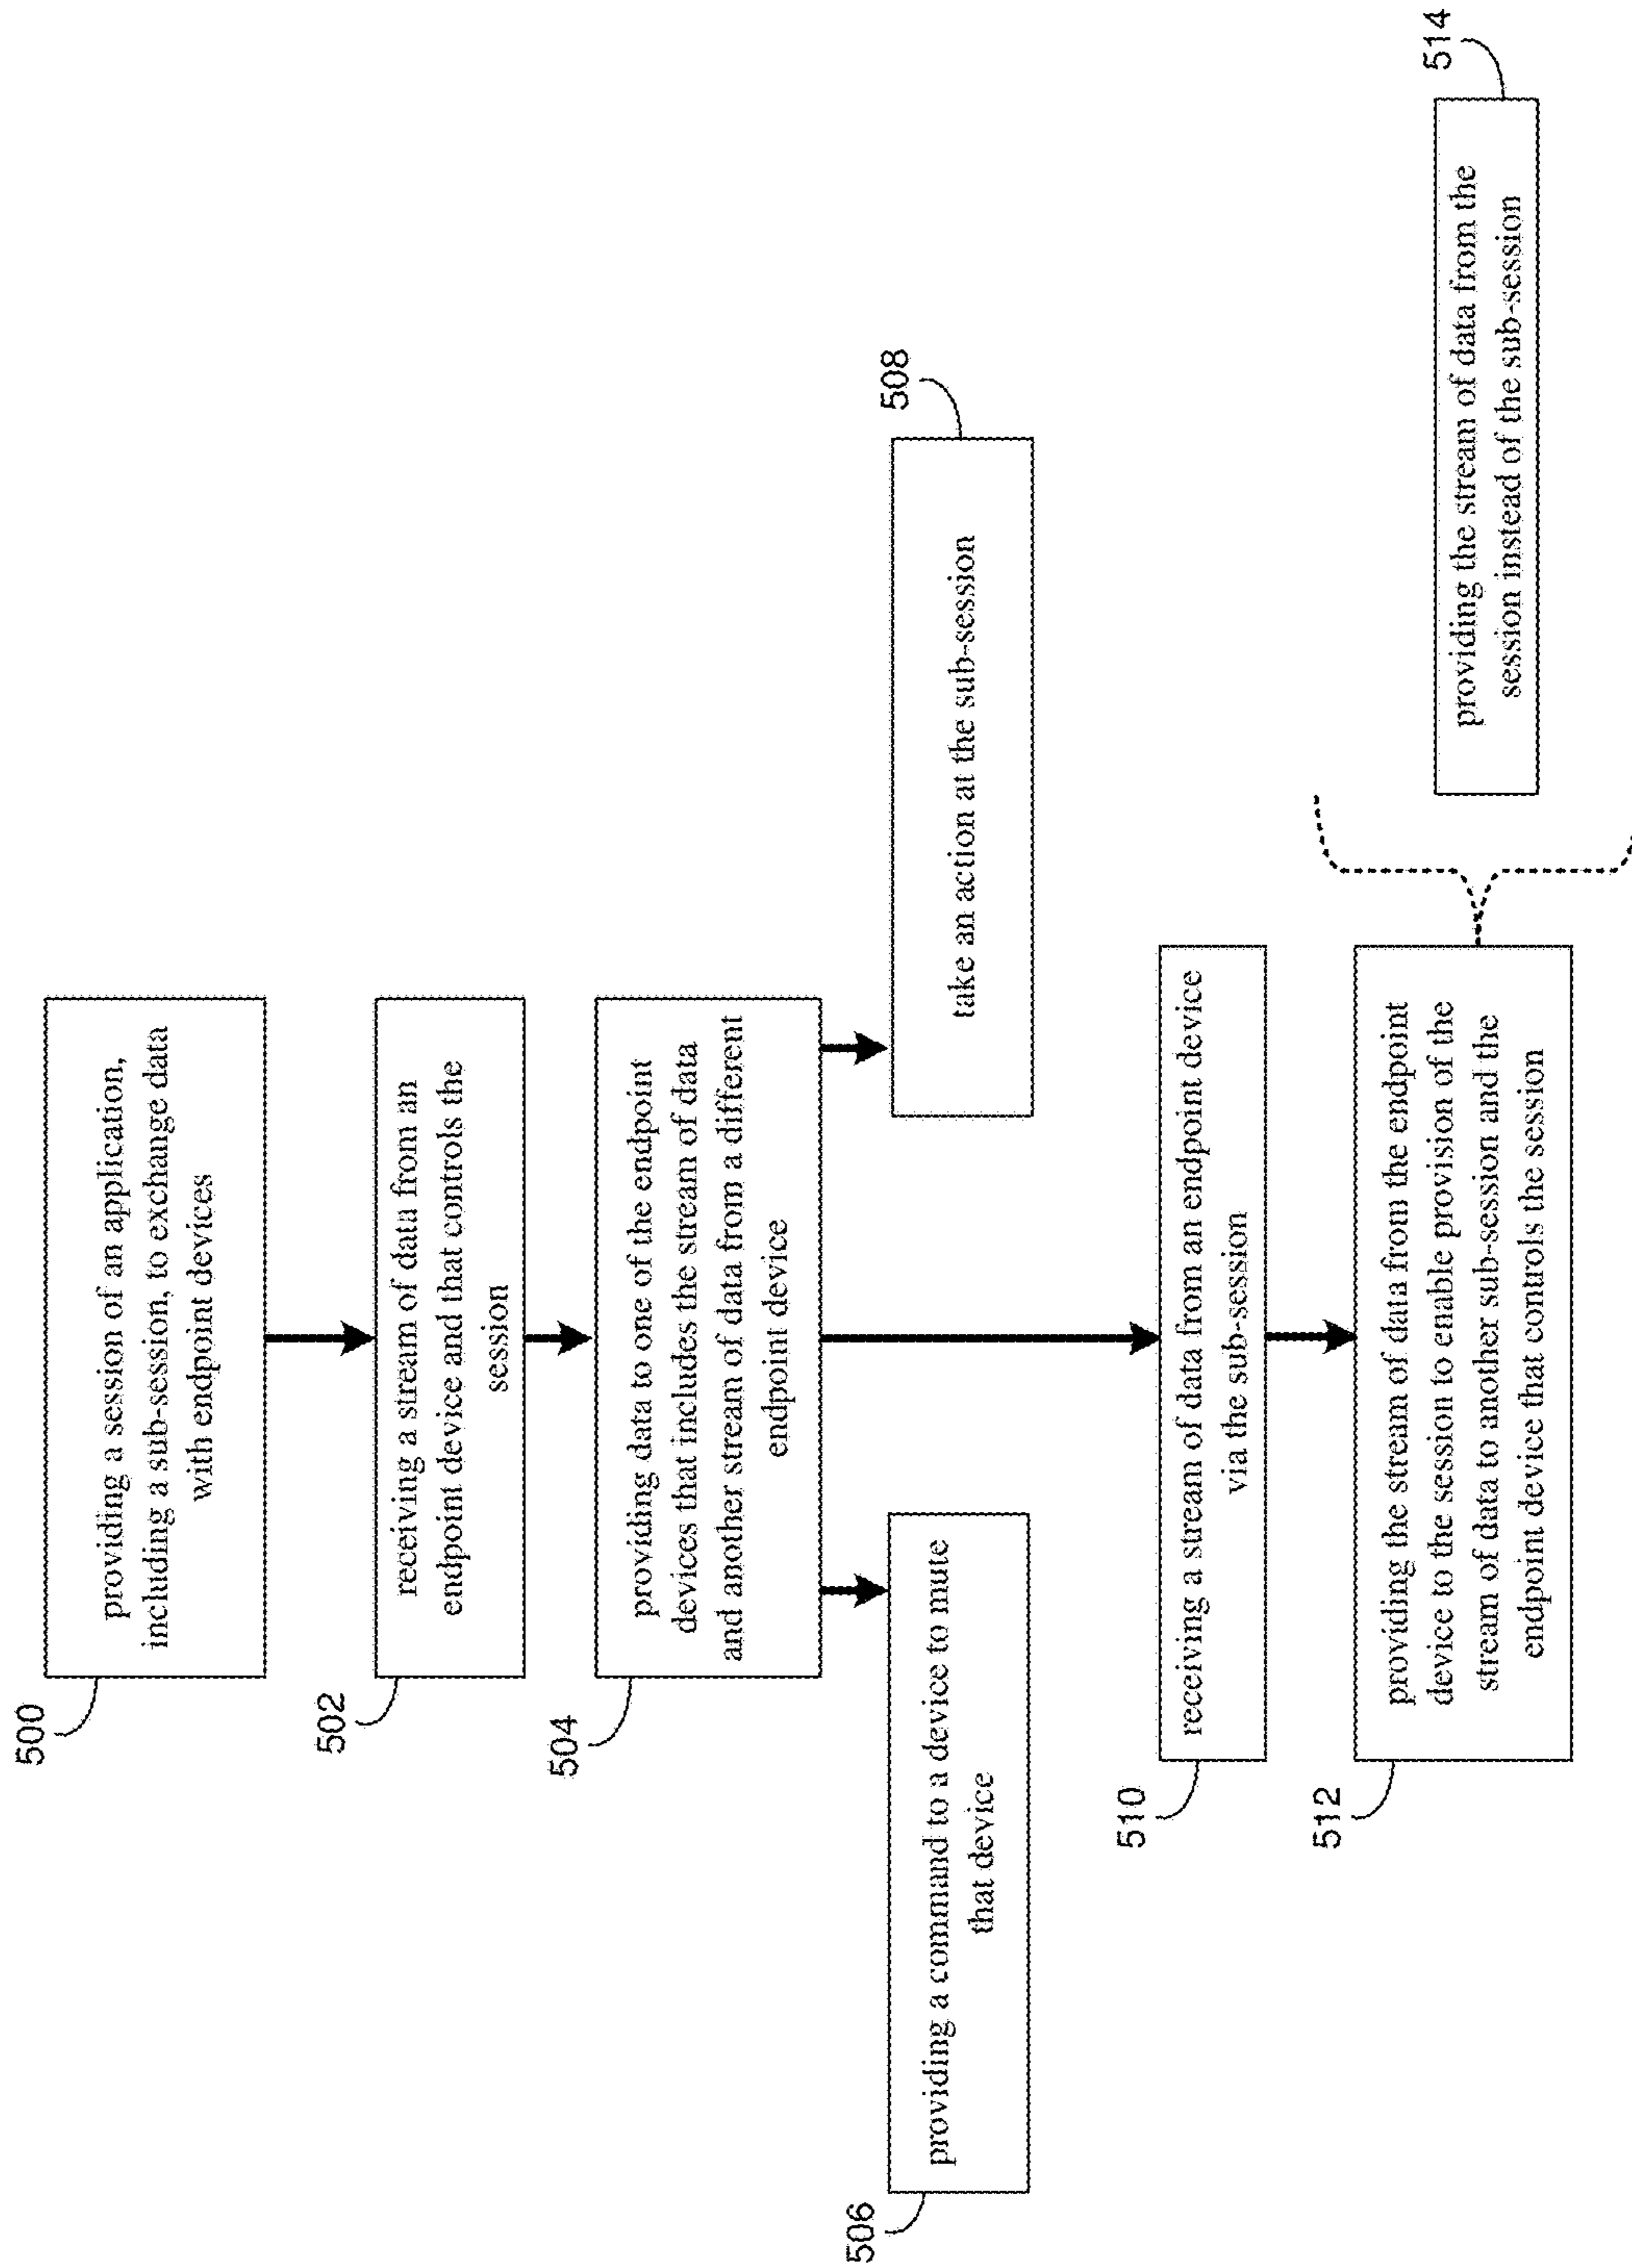 500
providing a session of an application,
including a sub-session, to exchange data
with endpoint devices
502
receiving a stream of data from an
endpoint device and that controls the
session
504
providing data to one of the endpoint
devices that includes the stream of data
and another stream of data from a different
endpoint device
506
providing a command to a device to mute
that device
508
take an action at the sub-session
510
receiving a stream of data from an endpoint device
via the sub-session
512
providing the stream of data from the endpoint
device to the session to enable provision of the
stream of data to another sub-session and the
endpoint device that controls the session
514
providing the stream of data from the
session instead of the sub-session